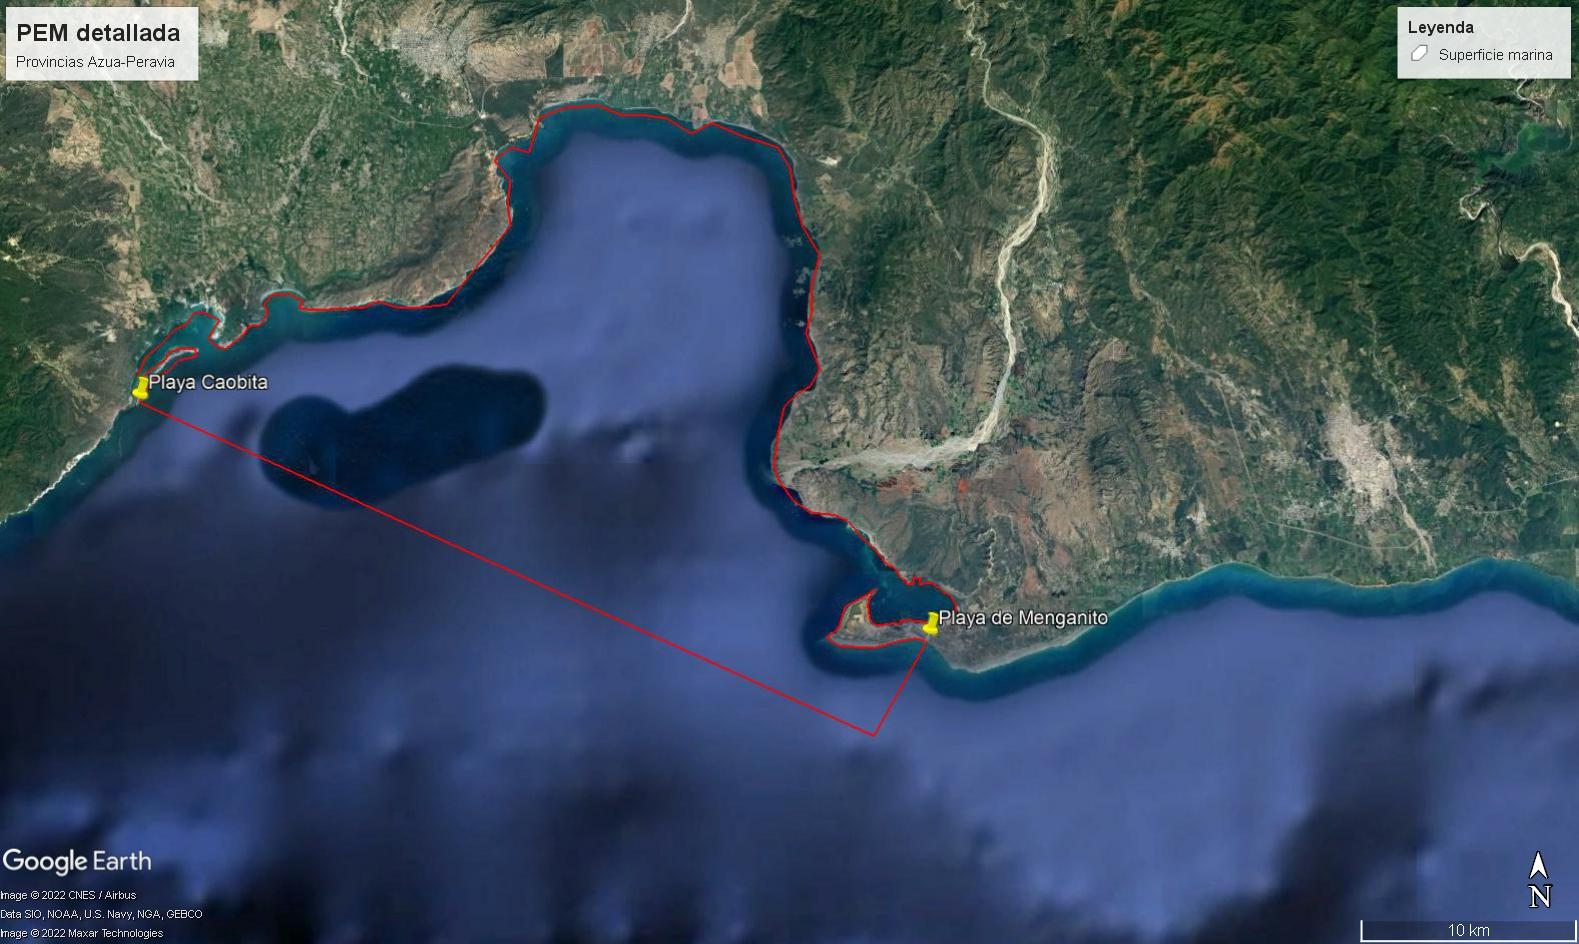 PEM detallada
Provincias Azua-Peravia
Leyenda
Superficie marina
Playa Caobita
Playa de Menganito
Google Earth
Image © 2022 CNES / Airbus
Data SIO, NOAA, U.S. Navy, NGA, GEBCO
Image © 2022 Maxar Technologies
N
10 km